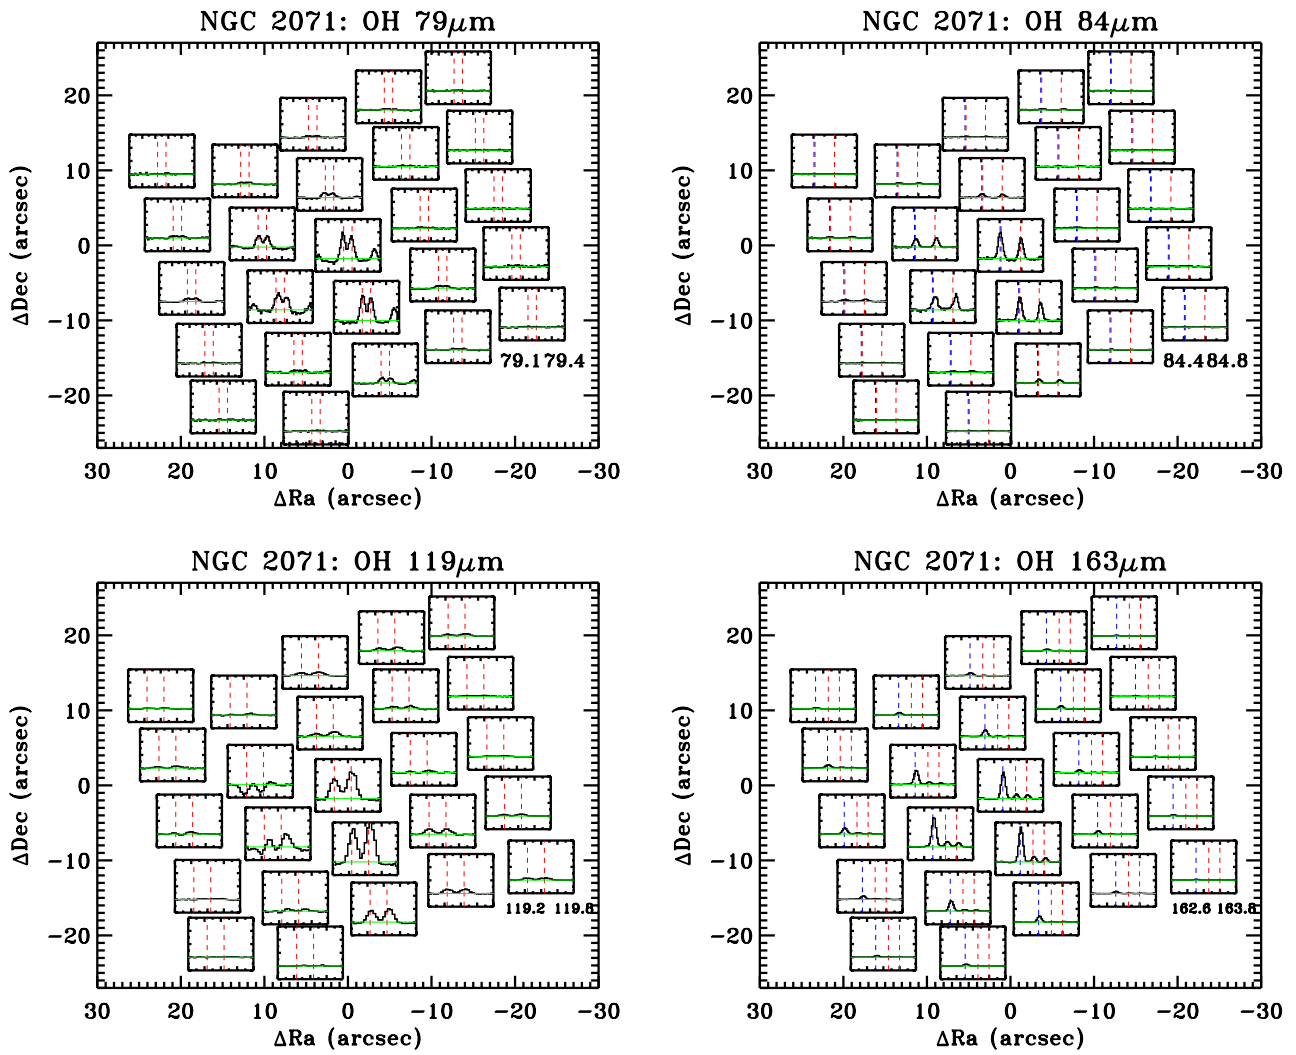 NGC 2071: OH 79μm
20
10
0
−10
−20
ΔDec (arcsec)
79.1 79.4
30 20 10 0 −10 −20 −30
ΔRa (arcsec)
NGC 2071: OH 84μm
20
10
0
−10
−20
ΔDec (arcsec)
84.4 84.8
30 20 10 0 −10 −20 −30
ΔRa (arcsec)
NGC 2071: OH 119μm
20
10
0
−10
−20
ΔDec (arcsec)
119.2 119.8
30 20 10 0 −10 −20 −30
ΔRa (arcsec)
NGC 2071: OH 163μm
20
10
0
−10
−20
ΔDec (arcsec)
162.6 163.8
30 20 10 0 −10 −20 −30
ΔRa (arcsec)